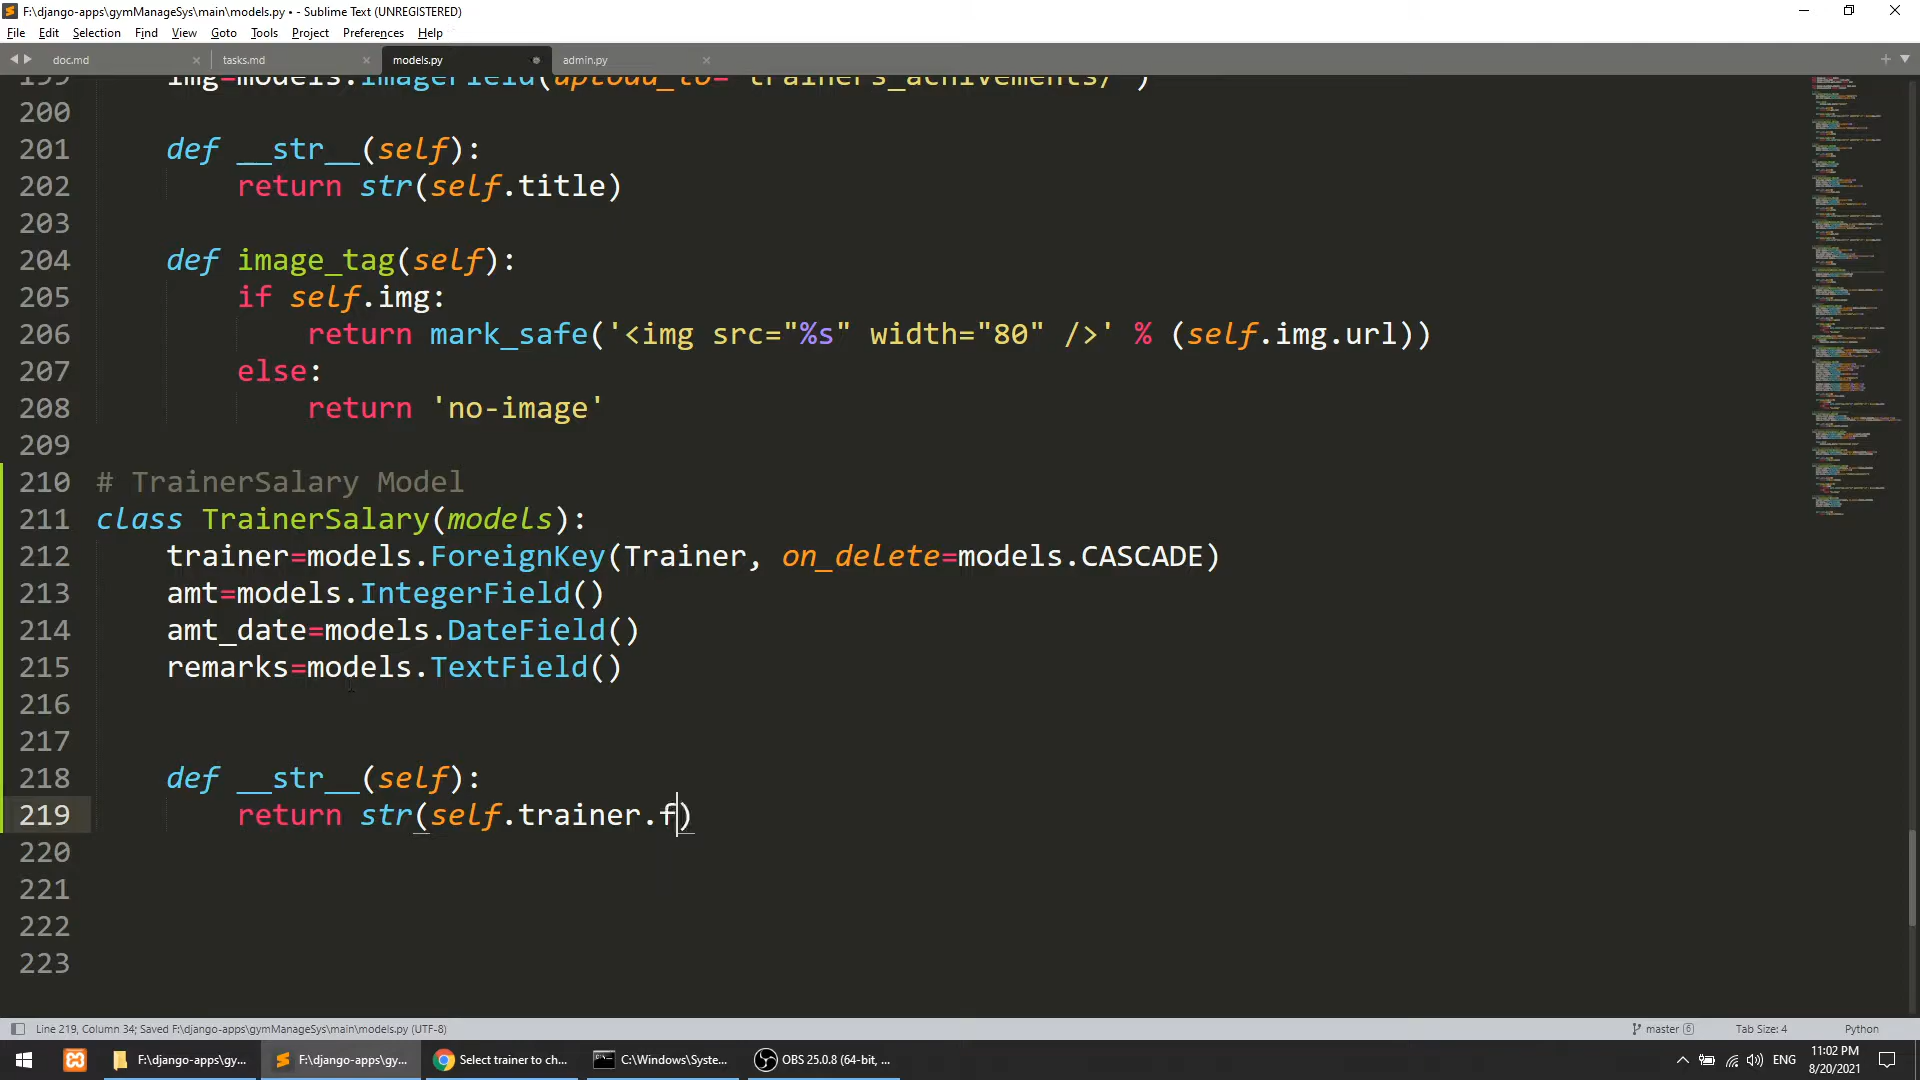 F:\django-apps\gymManageSys\main\models.py • - Sublime Text (UNREGISTERED)
File Edit Selection Find View Goto Tools Project Preferences Help
doc.md tasks.md models.py admin.py
199 img=models.ImageField(upload_to="trainers_achivements/")
200
201 def __str__(self):
202 return str(self.title)
203
204 def image_tag(self):
205 if self.img:
206 return mark_safe('<img src="%s" width="80" />' % (self.img.url))
207 else:
208 return 'no-image'
209
210 # TrainerSalary Model
211 class TrainerSalary(models):
212 trainer=models.ForeignKey(Trainer, on_delete=models.CASCADE)
213 amt=models.IntegerField()
214 amt_date=models.DateField()
215 remarks=models.TextField()
216
217
218 def __str__(self):
219 return str(self.trainer.f)
220
221
222
223
Line 219, Column 34; Saved F:\django-apps\gymManageSys\main\models.py (UTF-8) master 6 Tab Size: 4 Python
F:\django-apps\gy... F:\django-apps\gy... Select trainer to ch... C:\Windows\Syste... OBS 25.0.8 (64-bit, ... ENG 11:02 PM
8/20/2021